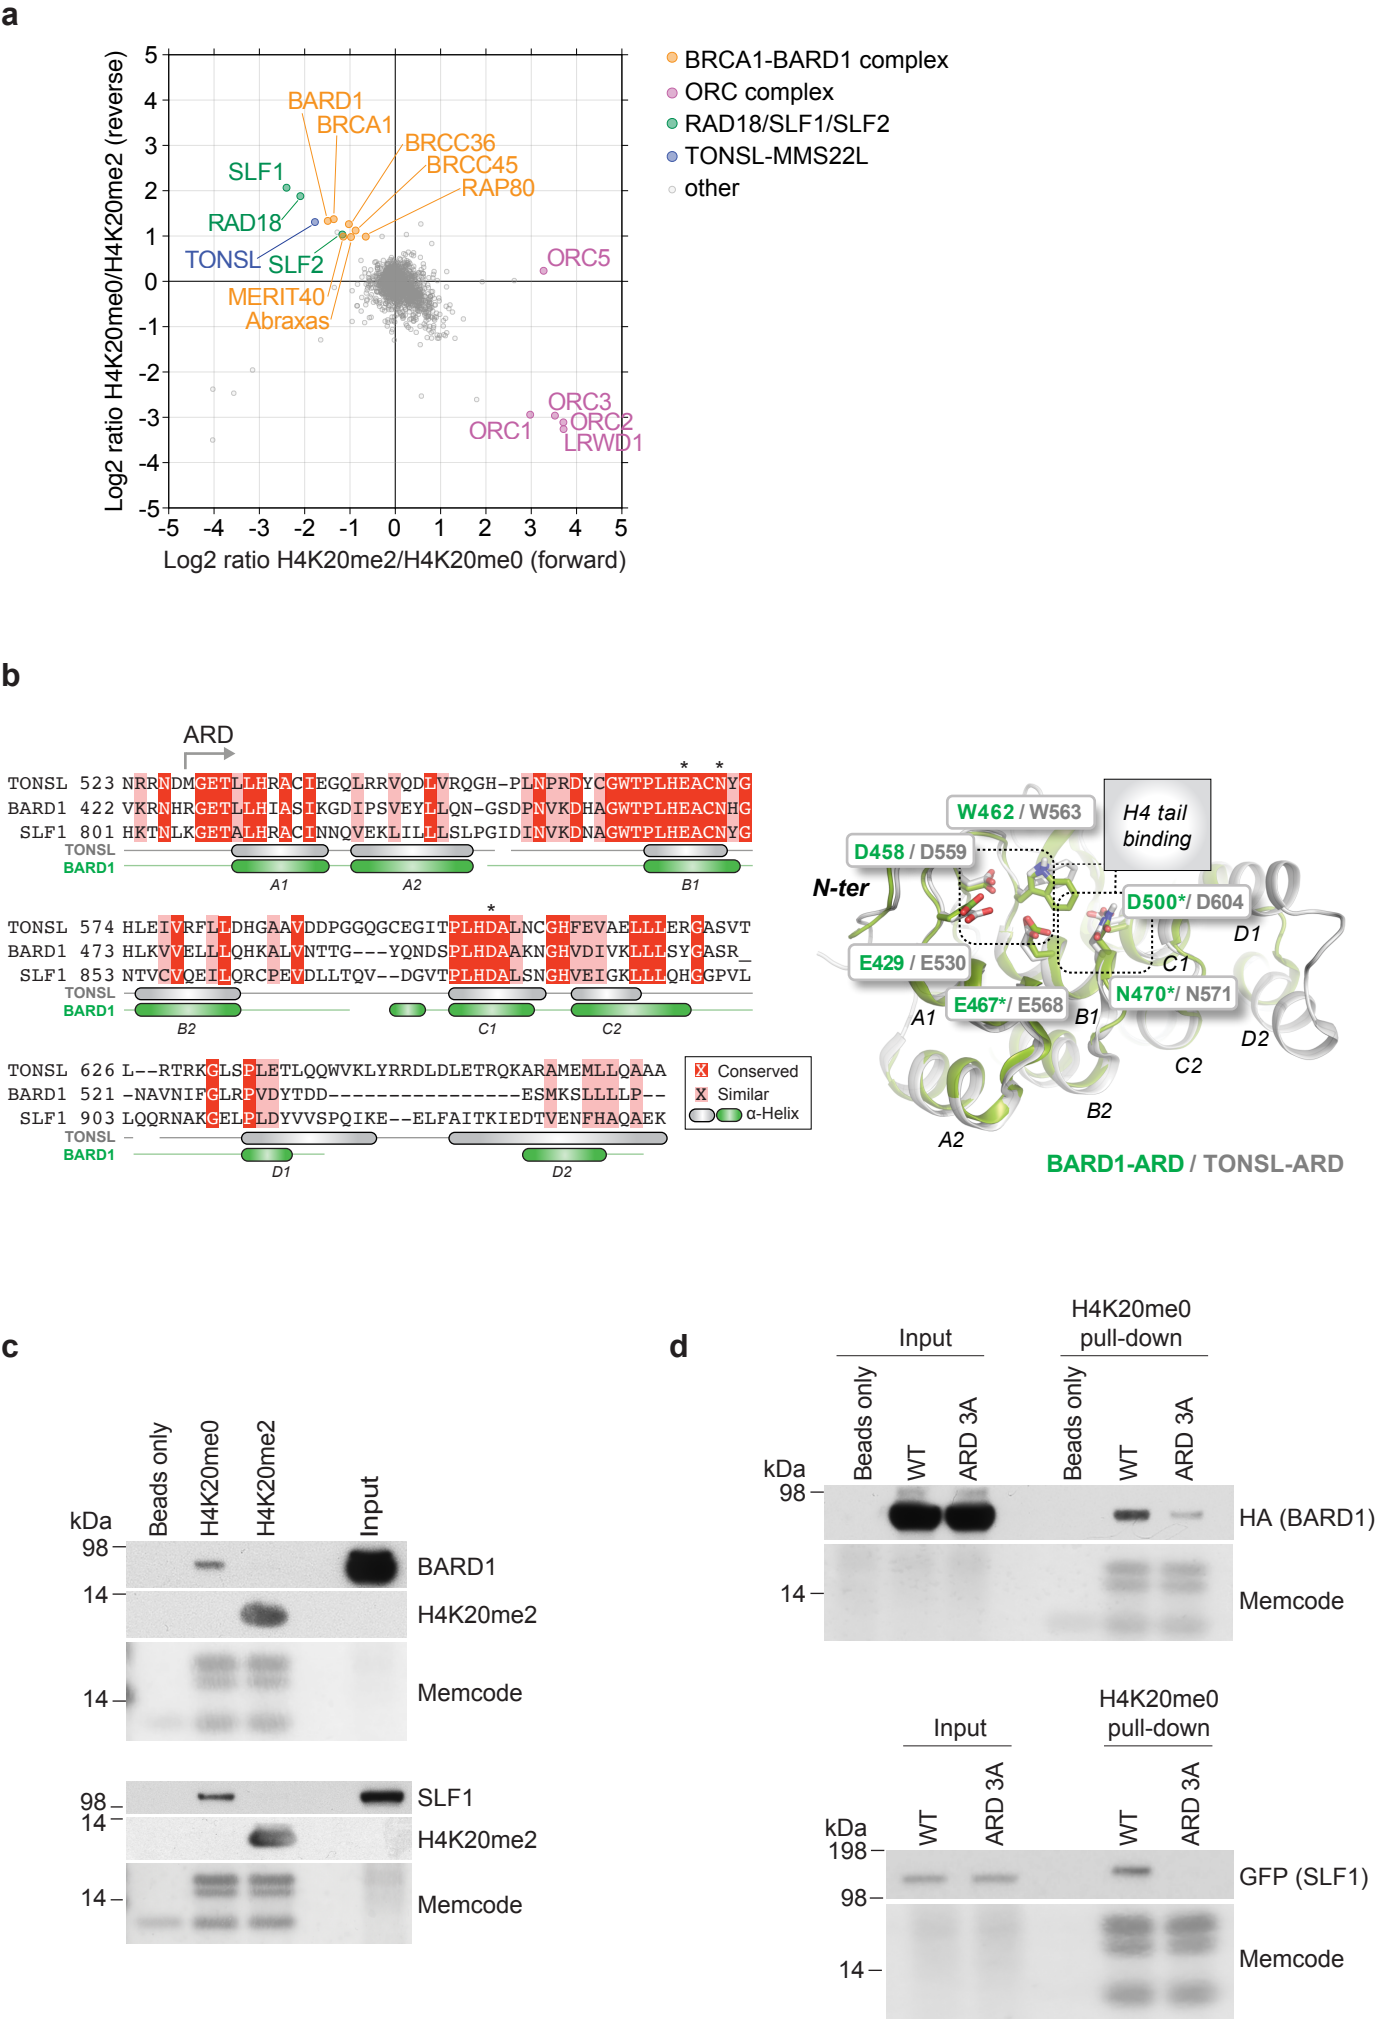 a
5
4
3
2
1
0
-1
-2
-3
-4
-5
-5 -4 -3 -2 -1 0 1 2 3 4 5
Log2 ratio H4K20me0/H4K20me2 (reverse)
Log2 ratio H4K20me2/H4K20me0 (forward)
BARD1
BRCA1
BRCC36
BRCC45
RAP80
SLF1
RAD18
TONSL
SLF2
MERIT40
Abraxas
ORC5
ORC3
ORC2
ORC1
LRWD1
BRCA1-BARD1 complex
ORC complex
RAD18/SLF1/SLF2
TONSL-MMS22L
other
b
ARD
* *
TONSL 523 NRRNDMGETLLHRACIEGQLRRVQDLVRQGH-PLNPRDYCGWTPLHEACNYG
BARD1 422 VKRNHRGETLLHIASIKGDIPSVEYLLQN-GSDPNVKDHAGWTPLHEACNHG
SLF1 801 HKTNLKGETALHRACINNQVEKLILLLSLPGIDINVKDNAGWTPLHEACNYG
TONSL
BARD1
A1 A2 B1
*
TONSL 574 HLEIVRFLLDHGAAVDDPGGQGCEGITPLHDALNCGHFEVAELLLERGASVT
BARD1 473 HLKVVELLLQHKALVNTTG---YQNDSPLHDAAKNGHVDIVKLLLSYGASR_
SLF1 853 NTVCVQEILQRCPEVDLLTQV--DGVTPLHDALSNGHVEIGKLLLQHGGPVL
TONSL
BARD1
B2 C1 C2
TONSL 626 L--RTRKGLSPLETLQQWVKLYRRDLDLETRQKARAMEMLLQAAA
BARD1 521 -NAVNIFGLRPVDYTDD----------------ESMKSLLLLP--
SLF1 903 LQQRNAKGELPLDYVVSPQIKE--ELFAITKIEDTVENFHAQAEK
TONSL
BARD1
D1 D2
X Conserved
X Similar
α-Helix
W462 / W563
H4 tail
binding
D458 / D559
N-ter
D500*/ D604
D1
E429 / E530
C1
E467*/ E568
N470*/ N571
A1
B1
D2
C2
B2
A2
BARD1-ARD / TONSL-ARD
c
Beads only
H4K20me0
H4K20me2
Input
kDa
98
BARD1
14
H4K20me2
14
Memcode
98
SLF1
14
H4K20me2
14
Memcode
d
Input
H4K20me0
pull-down
Beads only
WT
ARD 3A
Beads only
WT
ARD 3A
kDa
98
HA (BARD1)
14
Memcode
Input
H4K20me0
pull-down
WT
ARD 3A
WT
ARD 3A
kDa
198
GFP (SLF1)
98
Memcode
14